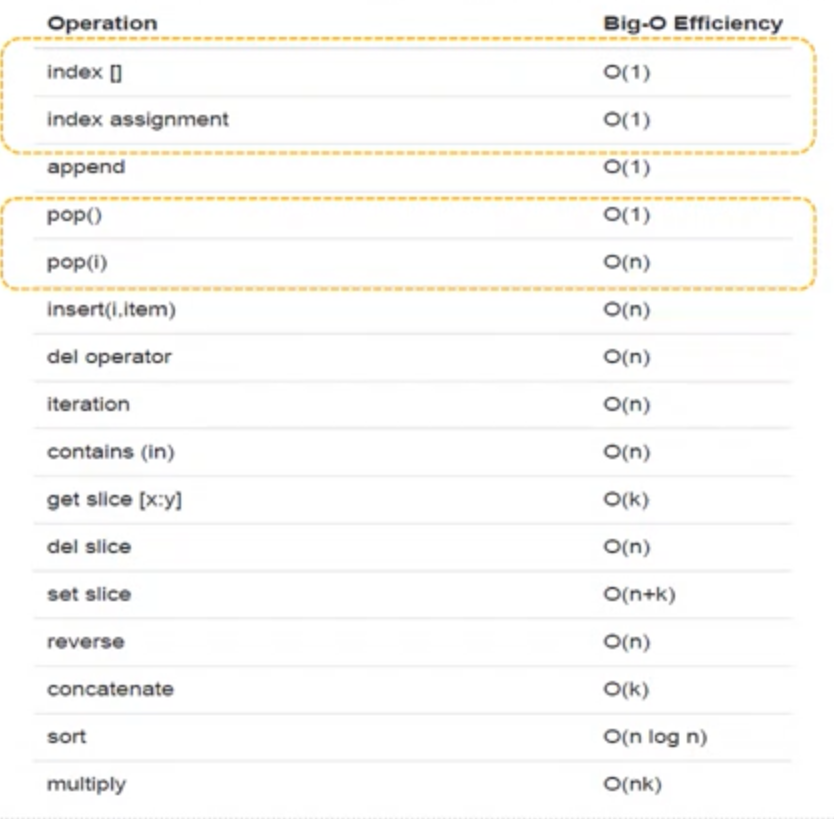 Operation Big-O Efficiency
index [] O(1)
index assignment O(1)
append O(1)
pop() O(1)
pop(i) O(n)
insert(i,item) O(n)
del operator O(n)
iteration O(n)
contains (in) O(n)
get slice [x:y] O(k)
del slice O(n)
set slice O(n+k)
reverse O(n)
concatenate O(k)
sort O(n log n)
multiply O(nk)